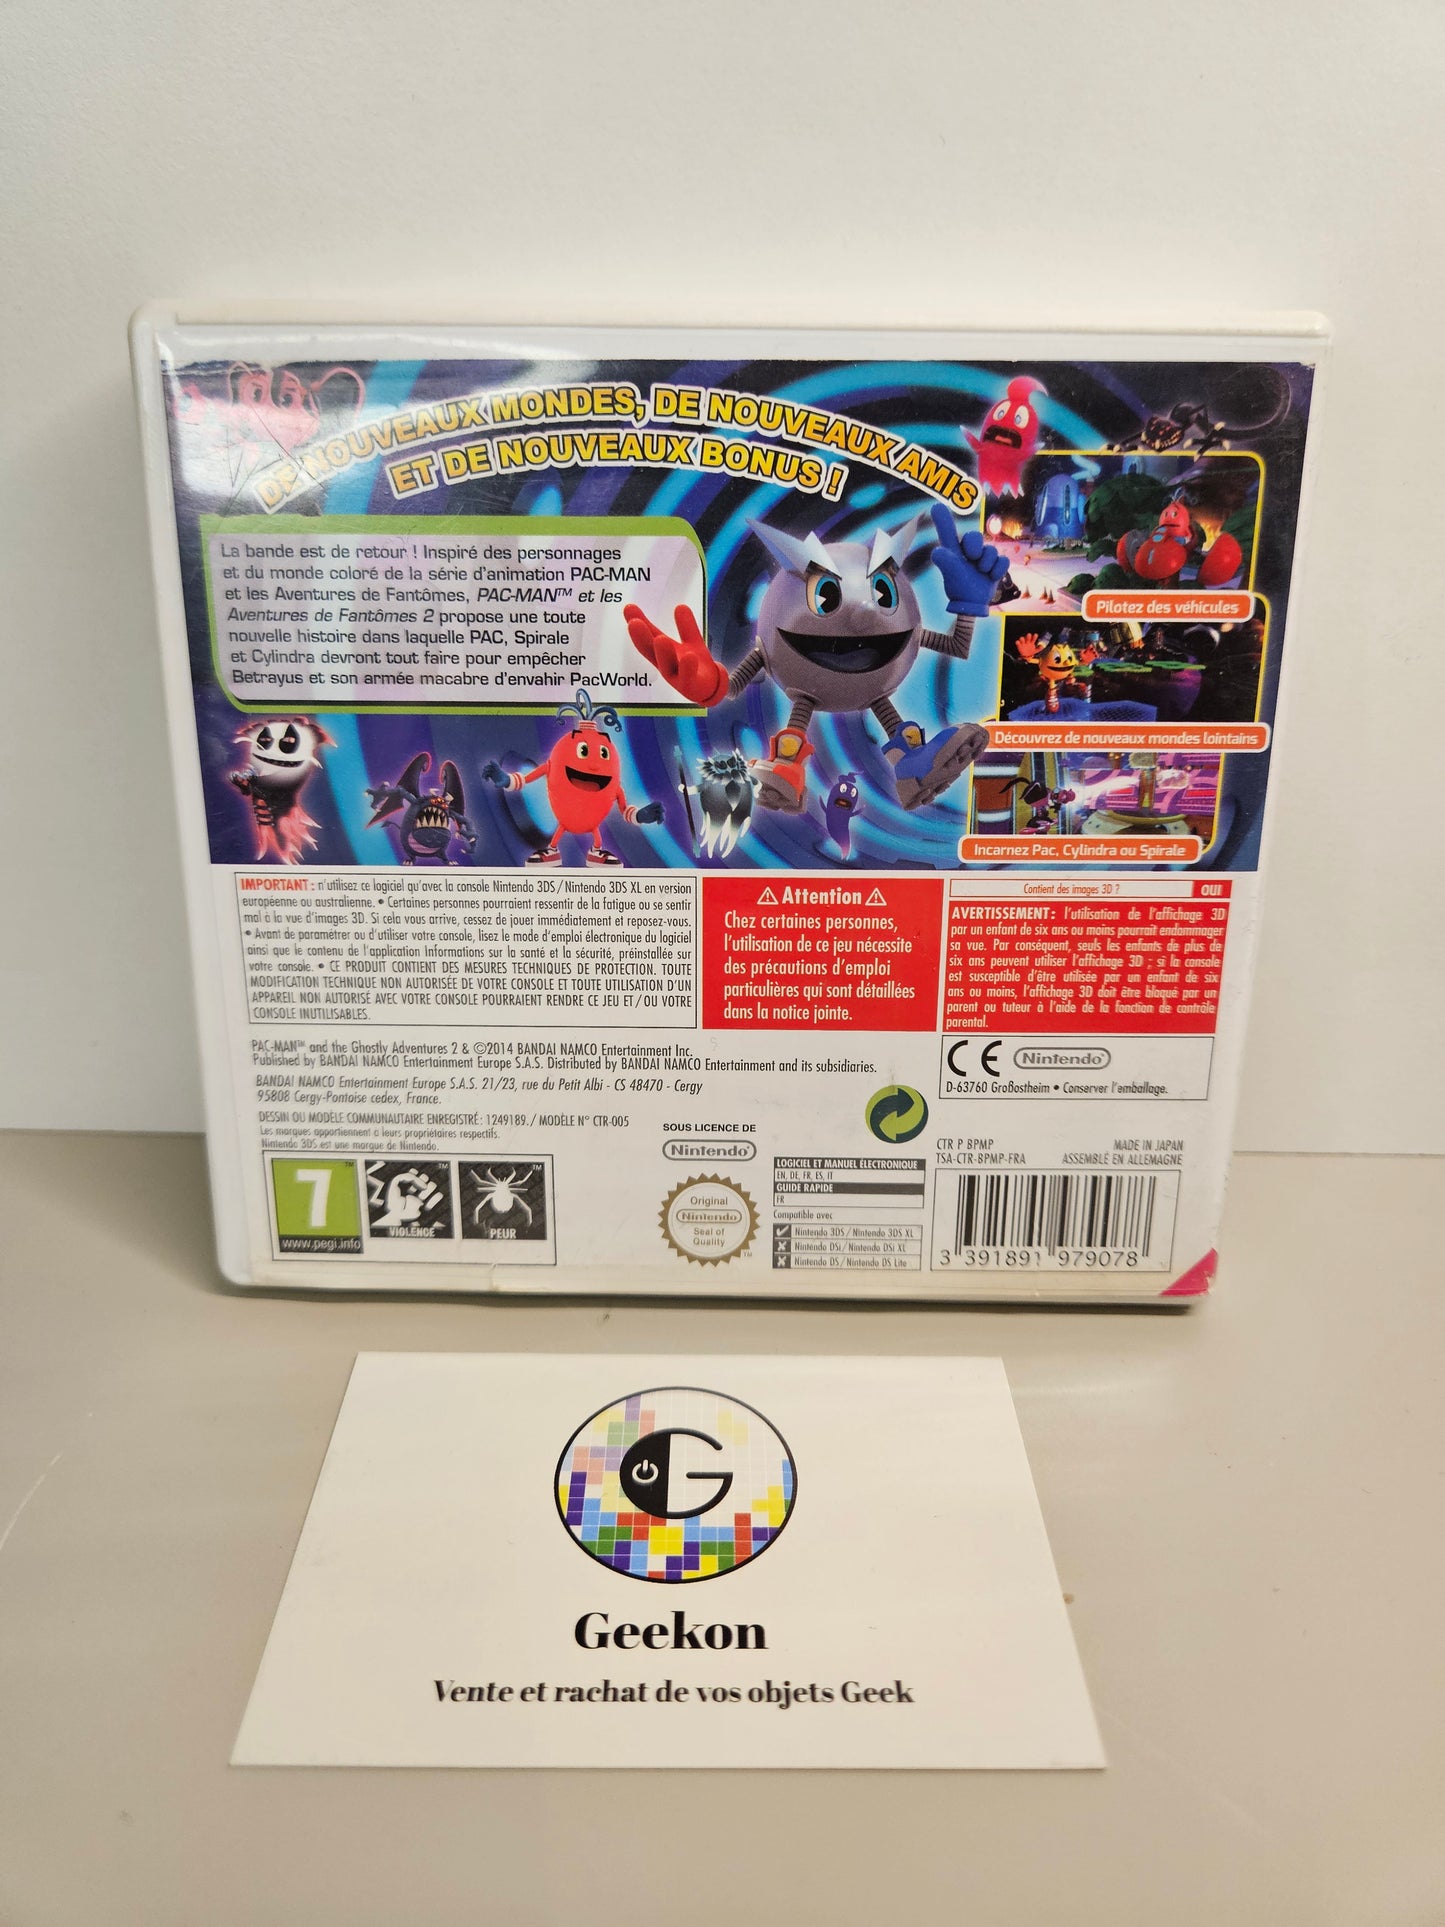 DE NOUVEAUX MONDES, DE NOUVEAUX AMIS
ET DE NOUVEAUX BONUS !
La bande est de retour ! Inspiré des personnages
et du monde coloré de la série d'animation PAC-MAN
et les Aventures de Fantômes, PAC-MAN™ et les
Aventures de Fantômes 2 propose une toute
nouvelle histoire dans laquelle PAC, Spirale
et Cylindra devront tout faire pour empêcher
Betrayus et son armée macabre d'envahir PacWorld.
Pilotez des véhicules
Découvrez de nouveaux mondes lointains
Incarnez Pac, Cylindra ou Spirale
IMPORTANT : n'utilisez ce logiciel qu'avec la console Nintendo 3DS / Nintendo 3DS XL en version
européenne ou australienne. • Certaines personnes pourraient ressentir de la fatigue ou se sentir
mal à la vue d'images 3D. Si cela vous arrive, cessez de jouer immédiatement et reposez-vous.
• Avant de paramétrer ou d'utiliser votre console, lisez le mode d'emploi électronique du logiciel
ainsi que le contenu de l'application Informations sur la santé et la sécurité, préinstallée sur
votre console. • CE PRODUIT CONTIENT DES MESURES TECHNIQUES DE PROTECTION. TOUTE
MODIFICATION TECHNIQUE NON AUTORISÉE DE VOTRE CONSOLE ET TOUTE UTILISATION D'UN
APPAREIL NON AUTORISÉ AVEC VOTRE CONSOLE POURRAIENT RENDRE CE JEU ET / OU VOTRE
CONSOLE INUTILISABLES.
⚠ Attention ⚠
Chez certaines personnes,
l'utilisation de ce jeu nécessite
des précautions d'emploi
particulières qui sont détaillées
dans la notice jointe.
Contient des images 3D ? OUI
AVERTISSEMENT : l'utilisation de l'affichage 3D
par un enfant de six ans ou moins pourrait endommager
sa vue. Par conséquent, seuls les enfants de plus de
six ans peuvent utiliser l'affichage 3D ; si la console
est susceptible d'être utilisée par un enfant de six
ans ou moins, l'affichage 3D doit être bloqué par un
parent ou tuteur à l'aide de la fonction de contrôle
parental.
PAC-MAN™ and the Ghostly Adventures 2 & ©2014 BANDAI NAMCO Entertainment Inc.
Published by BANDAI NAMCO Entertainment Europe S.A.S. Distributed by BANDAI NAMCO Entertainment and its subsidiaries.
BANDAI NAMCO Entertainment Europe S.A.S. 21/23, rue du Petit Albi - CS 48470 - Cergy
95808 Cergy-Pontoise cedex, France.
DESSIN OU MODÈLE COMMUNAUTAIRE ENREGISTRÉ : 1249189. / MODÈLE N° CTR-005
Les marques appartiennent à leurs propriétaires respectifs.
Nintendo 3DS est une marque de Nintendo.
CE Nintendo
D-63760 Großostheim • Conserver l'emballage.
7
www.pegi.info
VIOLENCE
PEUR
SOUS LICENCE DE
Nintendo
Original
Nintendo
Seal of
Quality
LOGICIEL ET MANUEL ÉLECTRONIQUE
EN, DE, FR, ES, IT
GUIDE RAPIDE
FR
Compatible avec
Nintendo 3DS / Nintendo 3DS XL
Nintendo DSi / Nintendo DSi XL
Nintendo DS / Nintendo DS Lite
CTR P BPMP MADE IN JAPAN
TSA-CTR-BPMP-FRA ASSEMBLÉ EN ALLEMAGNE
3 391891 979078
G
Geekon
Vente et rachat de vos objets Geek